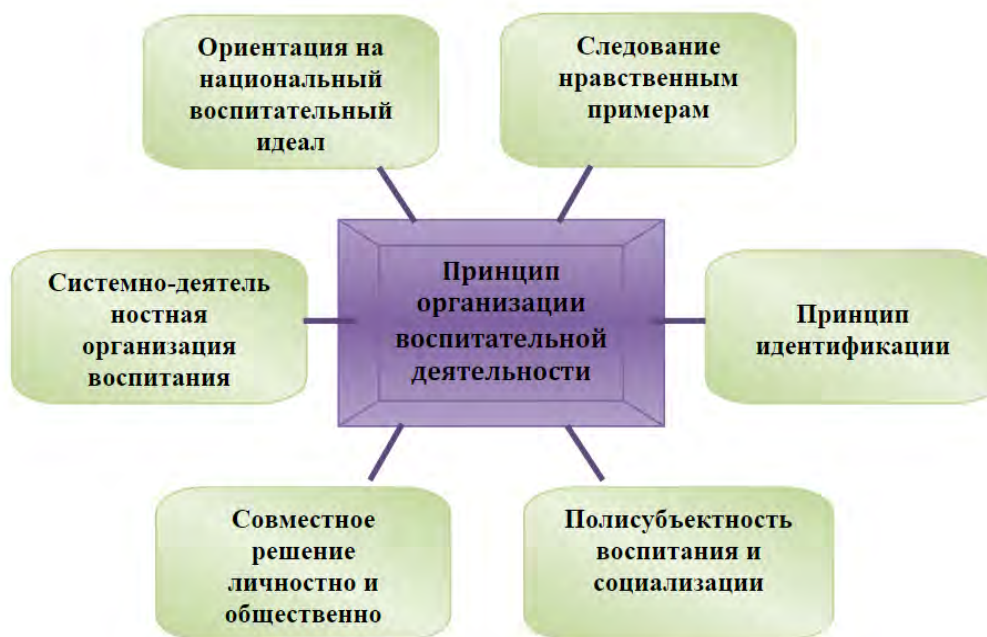 Ориентация на
национальный
воспитательный
идеал
Следование
нравственным
примерам
Системно-деятель
ностная
организация
воспитания
Принцип
организации
воспитательной
деятельности
Принцип
идентификации
Совместное
решение
личностно и
общественно
Полисубъектность
воспитания и
социализации